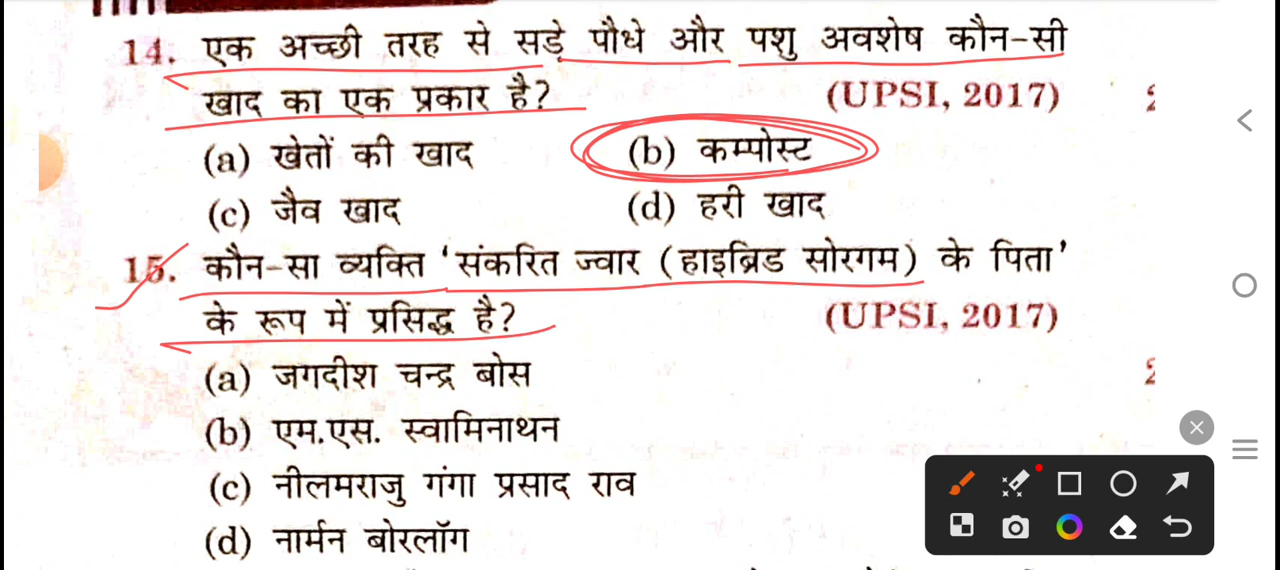 14. एक अच्छी तरह से सड़े पौधे और पशु अवशेष कौन-सी
खाद का एक प्रकार है? (UPSI, 2017)
(a) खेतों की खाद (b) कम्पोस्ट
(c) जैव खाद (d) हरी खाद
15. कौन-सा व्यक्ति 'संकरित ज्वार (हाइब्रिड सोरगम) के पिता'
के रूप में प्रसिद्ध है? (UPSI, 2017)
(a) जगदीश चन्द्र बोस
(b) एम.एस. स्वामिनाथन
(c) नीलमराजु गंगा प्रसाद राव
(d) नार्मन बोरलॉग